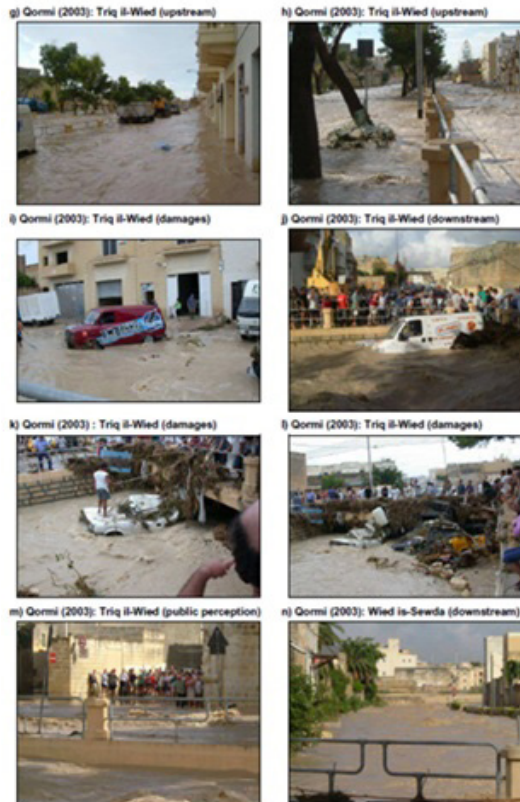 g) Qormi (2003): Triq il-Wied (upstream)
h) Qormi (2003): Triq il-Wied (upstream)
i) Qormi (2003): Triq il-Wied (damages)
j) Qormi (2003): Triq il-Wied (downstream)
k) Qormi (2003) : Triq il-Wied (damages)
l) Qormi (2003): Triq il-Wied (damages)
m) Qormi (2003): Triq il-Wied (public perception)
n) Qormi (2003): Wied is-Sewda (downstream)